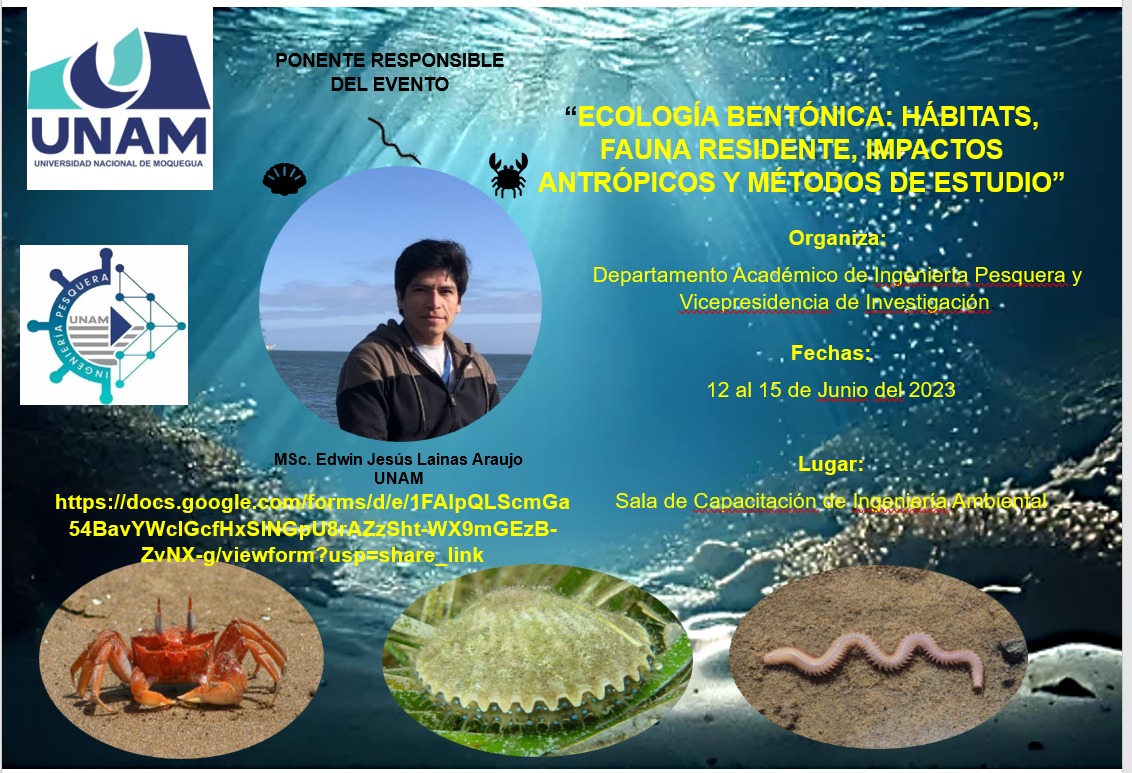 UNAM
UNIVERSIDAD NACIONAL DE MOQUEGUA
PONENTE RESPONSIBLE
DEL EVENTO
“ECOLOGÍA BENTÓNICA: HÁBITATS,
FAUNA RESIDENTE, IMPACTOS
ANTRÓPICOS Y MÉTODOS DE ESTUDIO”
Organiza:
Departamento Académico de Ingeniería Pesquera y
Vicepresidencia de Investigación
Fechas:
12 al 15 de Junio del 2023
Lugar:
Sala de Capacitación de Ingeniería Ambiental
INGENIERÍA PESQUERA
UNAM
MSc. Edwin Jesús Lainas Araujo
UNAM
https://docs.google.com/forms/d/e/1FAIpQLScmGa
54BavYWclGcfHxSlNGpU8rAZzSht-WX9mGEzB-
ZvNX-g/viewform?usp=share_link